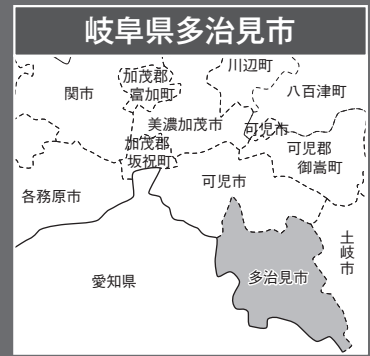 岐阜県多治見市
川辺町
加茂郡
富加町
関市
八百津町
美濃加茂市
可児市
加茂郡
坂祝町
可児郡
御嵩町
各務原市
可児市
土岐市
多治見市
愛知県